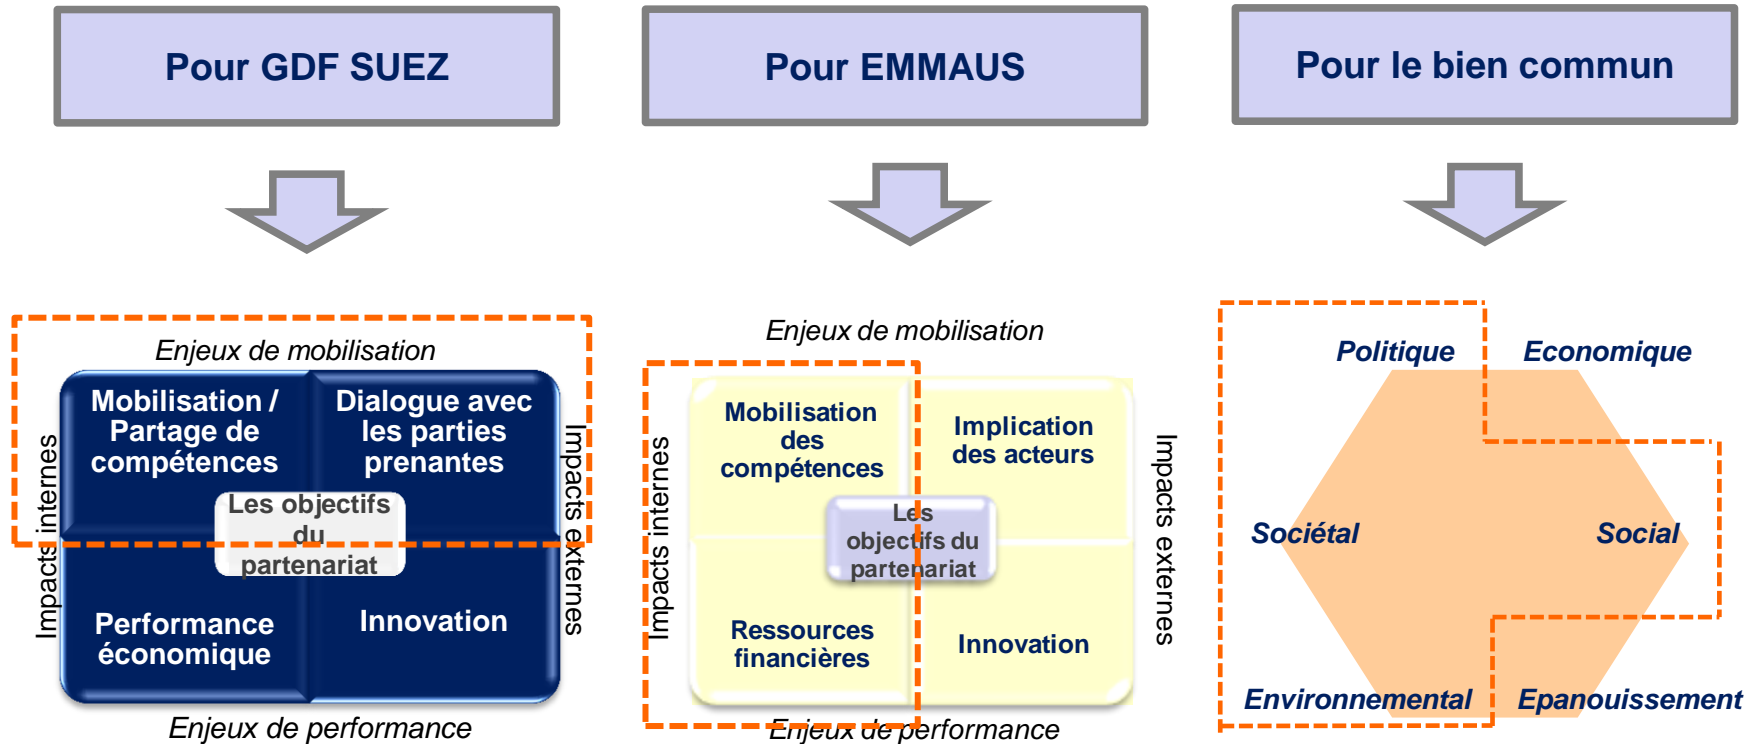 Pour GDF SUEZ
Pour EMMAUS
Pour le bien commun
Enjeux de mobilisation
Mobilisation /
Partage de
compétences
Dialogue avec
les parties
prenantes
Impacts internes
Impacts externes
Les objectifs
du
partenariat
Performance
économique
Innovation
Enjeux de performance
Enjeux de mobilisation
Mobilisation
des
compétences
Implication
des acteurs
Impacts internes
Impacts externes
Les
objectifs du
partenariat
Ressources
financières
Innovation
Enjeux de performance
Politique
Economique
Sociétal
Social
Environnemental
Epanouissement